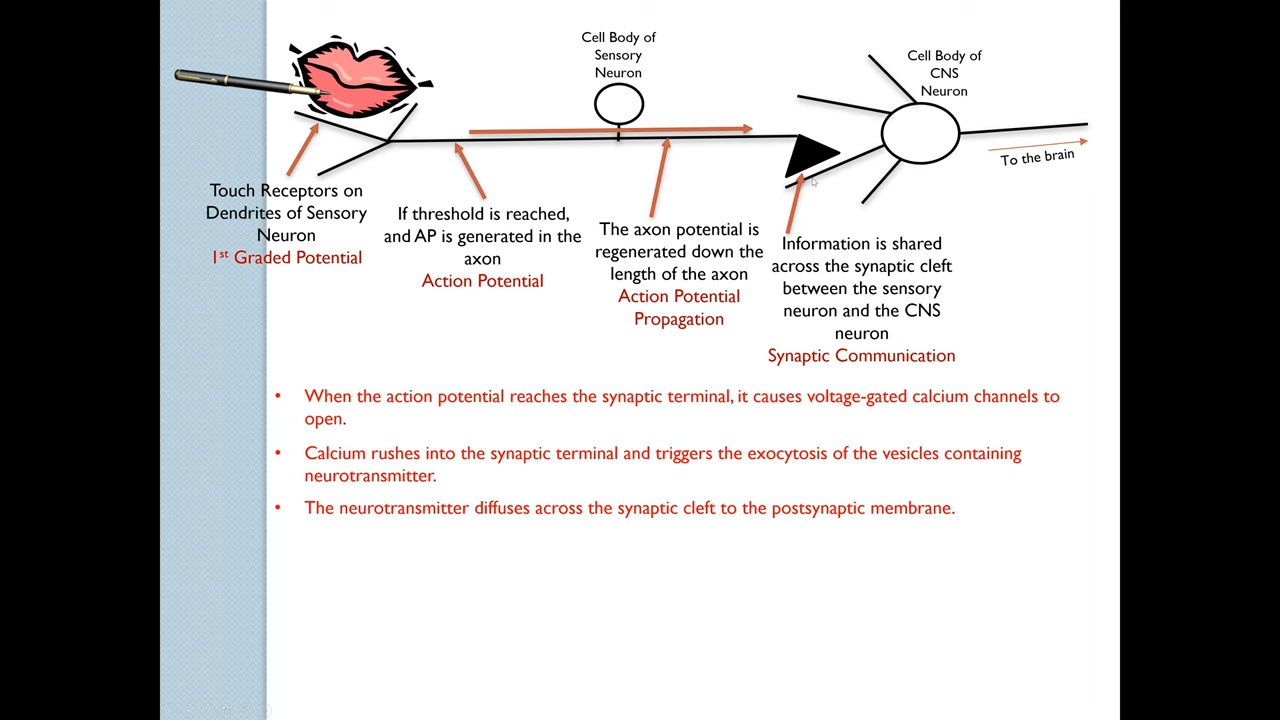 Cell Body of
Sensory
Neuron
Cell Body of
CNS
Neuron
To the brain
Touch Receptors on
Dendrites of Sensory
Neuron
1st Graded Potential
If threshold is reached,
and AP is generated in the
axon
Action Potential
The axon potential is
regenerated down the
length of the axon
Action Potential
Propagation
Information is shared
across the synaptic cleft
between the sensory
neuron and the CNS
neuron
Synaptic Communication
• When the action potential reaches the synaptic terminal, it causes voltage-gated calcium channels to
open.
• Calcium rushes into the synaptic terminal and triggers the exocytosis of the vesicles containing
neurotransmitter.
• The neurotransmitter diffuses across the synaptic cleft to the postsynaptic membrane.